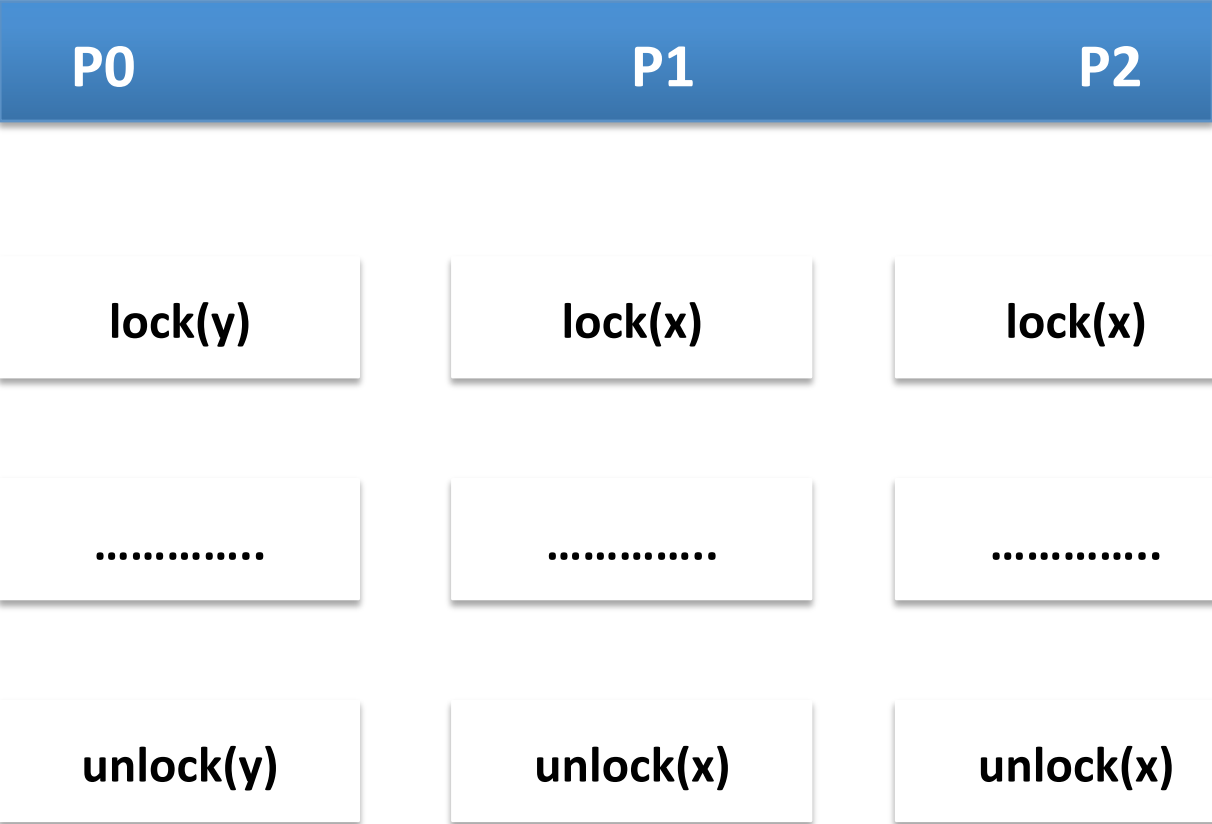 P0 P1 P2
lock(y) lock(x) lock(x)
………….. ………….. …………..
unlock(y) unlock(x) unlock(x)